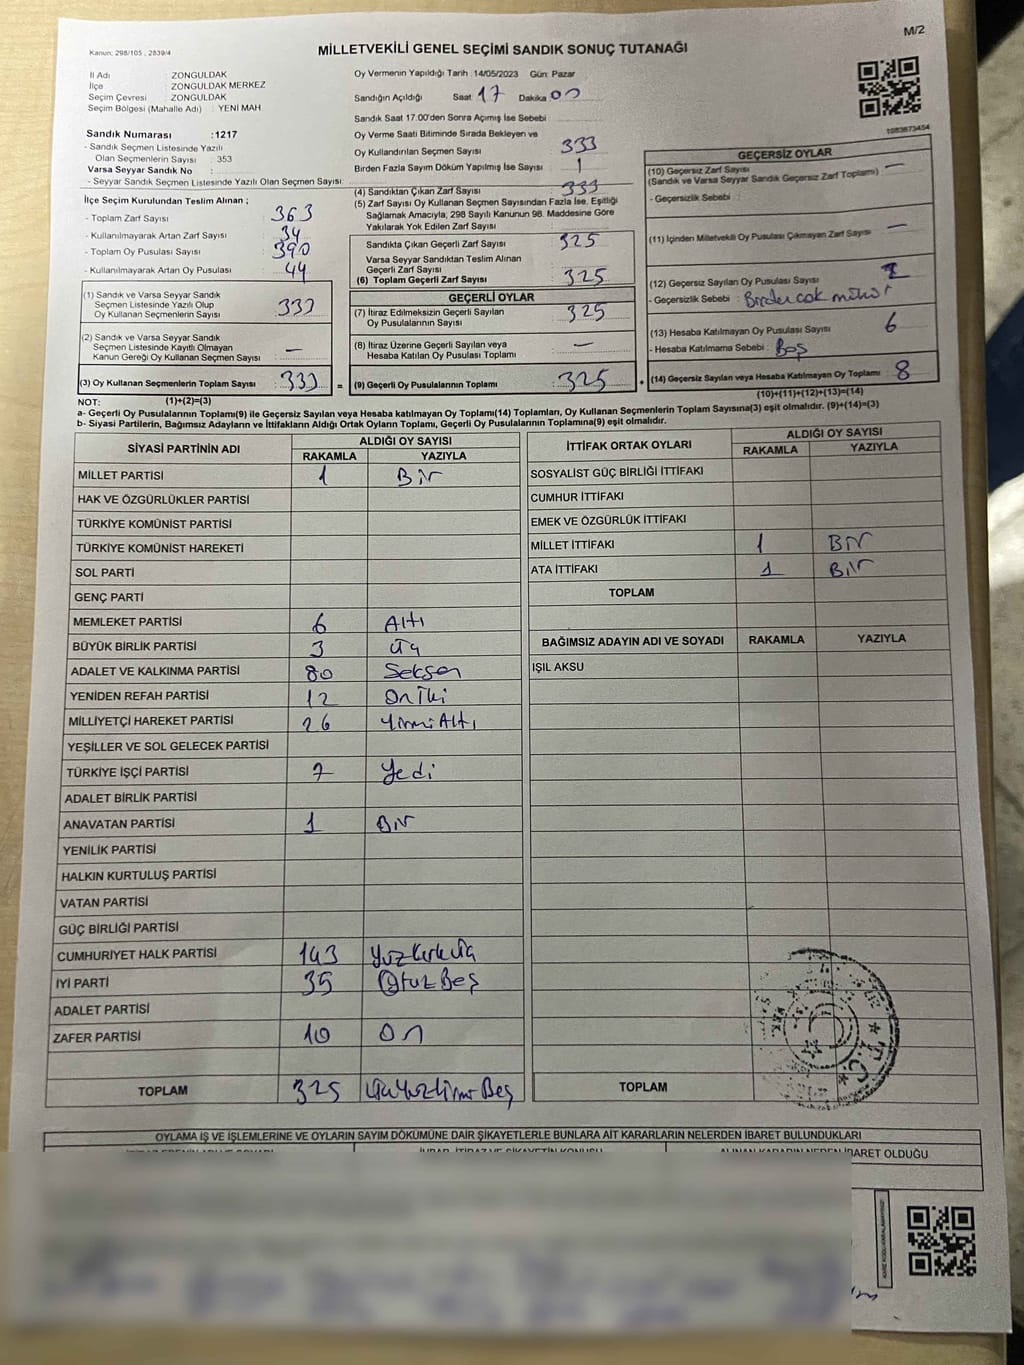 M/2
Kanun: 298/105 , 2839/4
MİLLETVEKİLİ GENEL SEÇİMİ SANDIK SONUÇ TUTANAĞI
İl Adı ZONGULDAK
İlçe ZONGULDAK MERKEZ
Seçim Çevresi ZONGULDAK
Seçim Bölgesi (Mahalle Adı) : YENİ MAH.
Sandık Numarası :1217
- Sandık Seçmen Listesinde Yazılı
Olan Seçmenlerin Sayısı : 353
Varsa Seyyar Sandık No :
- Seyyar Sandık Seçmen Listesinde Yazılı Olan Seçmen Sayısı:
İlçe Seçim Kurulundan Teslim Alınan ;
- Toplam Zarf Sayısı 363
- Kullanılmayarak Artan Zarf Sayısı 34
- Toplam Oy Pusulası Sayısı 390
- Kullanılmayarak Artan Oy Pusulası 44
(1) Sandık ve Varsa Seyyar Sandık
Seçmen Listesinde Yazılı Olup
Oy Kullanan Seçmenlerin Sayısı 333
(2) Sandık ve Varsa Seyyar Sandık
Seçmen Listesinde Kayıtlı Olmayan
Kanun Gereği Oy Kullanan Seçmen Sayısı —
(3) Oy Kullanan Seçmenlerin Toplam Sayısı 333 =
Oy Vermenin Yapıldığı Tarih :14/05/2023 Gün: Pazar
Sandığın Açıldığı Saat 17 Dakika 00
Sandık Saat 17.00'den Sonra Açımış İse Sebebi
Oy Verme Saati Bitiminde Sırada Bekleyen ve
Oy Kullandırılan Seçmen Sayısı 333
Birden Fazla Sayım Döküm Yapılmış İse Sayısı 1
(4) Sandıktan Çıkan Zarf Sayısı 333
(5) Zarf Sayısı Oy Kullanan Seçmen Sayısından Fazla İse, Eşitliği
Sağlamak Amacıyla; 298 Sayılı Kanunun 98. Maddesine Göre
Yakılarak Yok Edilen Zarf Sayısı
Sandıkta Çıkan Geçerli Zarf Sayısı 325
Varsa Seyyar Sandıktan Teslim Alınan
Geçerli Zarf Sayısı
(6) Toplam Geçerli Zarf Sayısı 325
GEÇERLİ OYLAR
(7) İtiraz Edilmeksizin Geçerli Sayılan
Oy Pusulalarının Sayısı 325
(8) İtiraz Üzerine Geçerli Sayılan veya
Hesaba Katılan Oy Pusulası Toplamı —
(9) Geçerli Oy Pusulalarının Toplamı 325 +
1083673454
GEÇERSİZ OYLAR
(10) Geçersiz Zarf Sayısı —
(Sandık ve Varsa Seyyar Sandık Geçersiz Zarf Toplamı)
- Geçersizlik Sebebi :
(11) İçinden Milletvekili Oy Pusulası Çıkmayan Zarf Sayısı —
(12) Geçersiz Sayılan Oy Pusulası Sayısı 2
- Geçersizlik Sebebi :
(13) Hesaba Katılmayan Oy Pusulası Sayısı 6
- Hesaba Katılmama Sebebi : Boş
(14) Geçersiz Sayılan veya Hesaba Katılmayan Oy Toplamı 8
(10)+(11)+(12)+(13)=(14)
NOT: (1)+(2)=(3)
a- Geçerli Oy Pusulalarının Toplamı(9) ile Geçersiz Sayılan veya Hesaba katılmayan Oy Toplamı(14) Toplamları, Oy Kullanan Seçmenlerin Toplam Sayısına(3) eşit olmalıdır. (9)+(14)=(3)
b- Siyasi Partilerin, Bağımsız Adayların ve İttifakların Aldığı Ortak Oyların Toplamı, Geçerli Oy Pusulalarının Toplamına(9) eşit olmalıdır.
SİYASİ PARTİNİN ADI ALDIĞI OY SAYISI
RAKAMLA YAZIYLA
MİLLET PARTİSİ 1 Bir
HAK VE ÖZGÜRLÜKLER PARTİSİ
TÜRKİYE KOMÜNİST PARTİSİ
TÜRKİYE KOMÜNİST HAREKETİ
SOL PARTİ
GENÇ PARTİ
MEMLEKET PARTİSİ 6 Altı
BÜYÜK BİRLİK PARTİSİ 3 Üç
ADALET VE KALKINMA PARTİSİ 80 Seksen
YENİDEN REFAH PARTİSİ 12 Oniki
MİLLİYETÇİ HAREKET PARTİSİ 26 YirmiAltı
YEŞİLLER VE SOL GELECEK PARTİSİ
TÜRKİYE İŞÇİ PARTİSİ 7 Yedi
ADALET BİRLİK PARTİSİ
ANAVATAN PARTİSİ 1 Bir
YENİLİK PARTİSİ
HALKIN KURTULUŞ PARTİSİ
VATAN PARTİSİ
GÜÇ BİRLİĞİ PARTİSİ
CUMHURİYET HALK PARTİSİ 143 YüzKırkÜç
İYİ PARTİ 35 OtuzBeş
ADALET PARTİSİ
ZAFER PARTİSİ 10 On
TOPLAM 325 ÜçYüzYirmiBeş
İTTİFAK ORTAK OYLARI ALDIĞI OY SAYISI
RAKAMLA YAZIYLA
SOSYALİST GÜÇ BİRLİĞİ İTTİFAKI
CUMHUR İTTİFAKI
EMEK VE ÖZGÜRLÜK İTTİFAKI
MİLLET İTTİFAKI 1 Bir
ATA İTTİFAKI 1 Bir
TOPLAM
BAĞIMSIZ ADAYIN ADI VE SOYADI RAKAMLA YAZIYLA
IŞIL AKSU
TOPLAM
T.C.
OYLAMA İŞ VE İŞLEMLERİNE VE OYLARIN SAYIM DÖKÜMÜNE DAİR ŞİKAYETLERLE BUNLARA AİT KARARLARIN NELERDEN İBARET BULUNDUKLARI
İBARET OLDUĞU